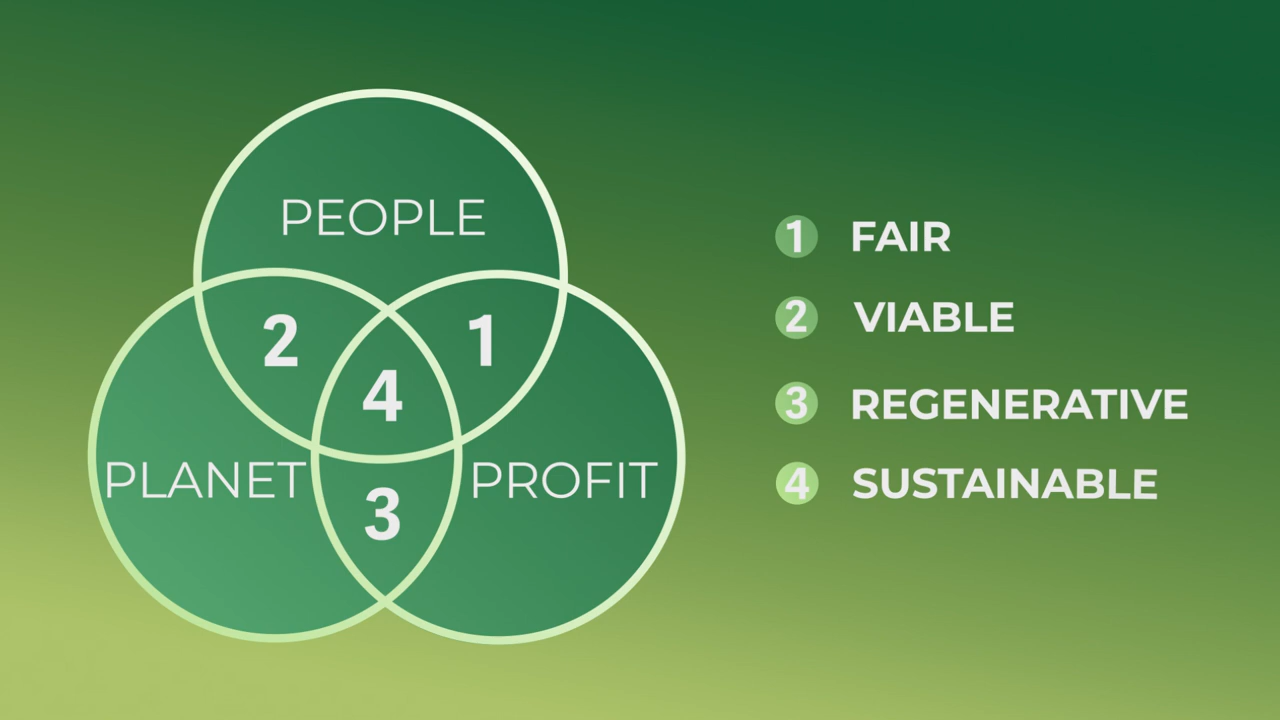 PEOPLE
2
1
4
PLANET
PROFIT
3
1 FAIR
2 VIABLE
3 REGENERATIVE
4 SUSTAINABLE